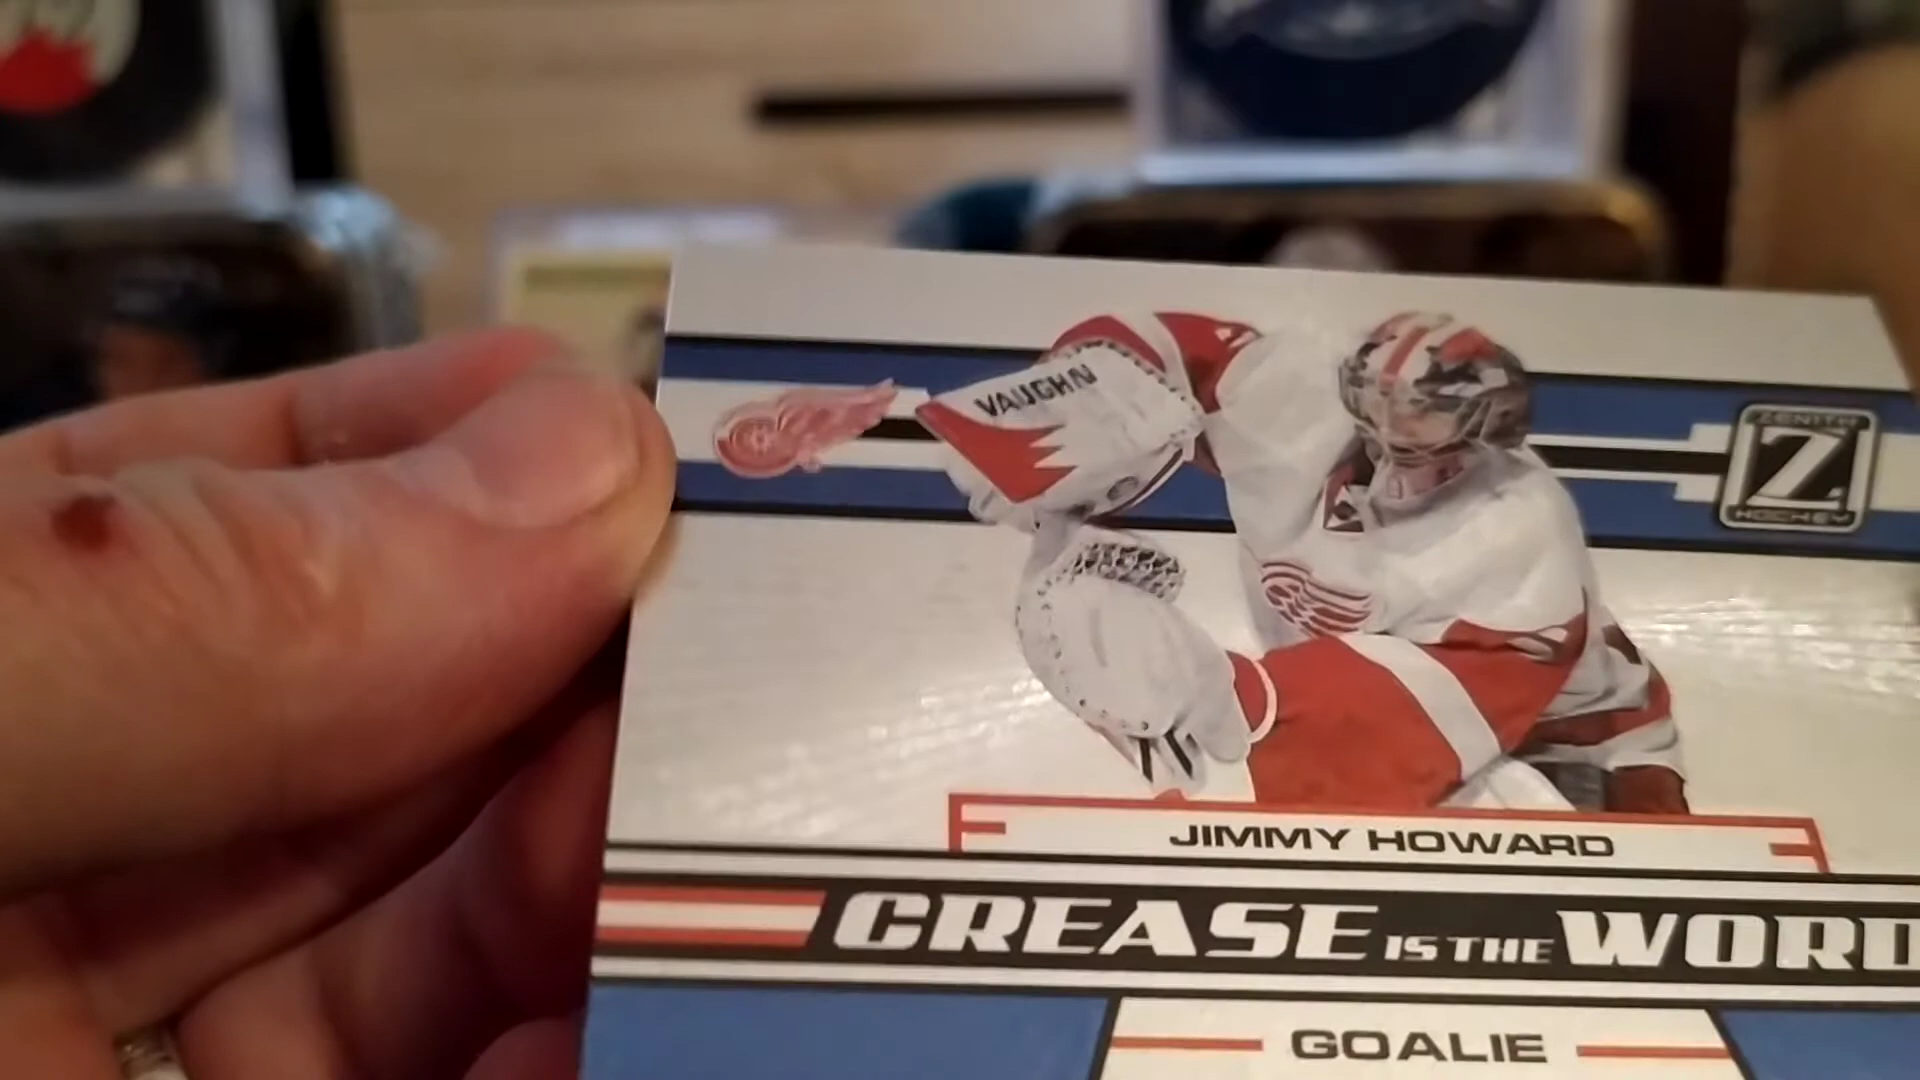 VAUGHN
ZENITH
Z
HOCKEY
JIMMY HOWARD
CREASE IS THE WORD
GOALIE